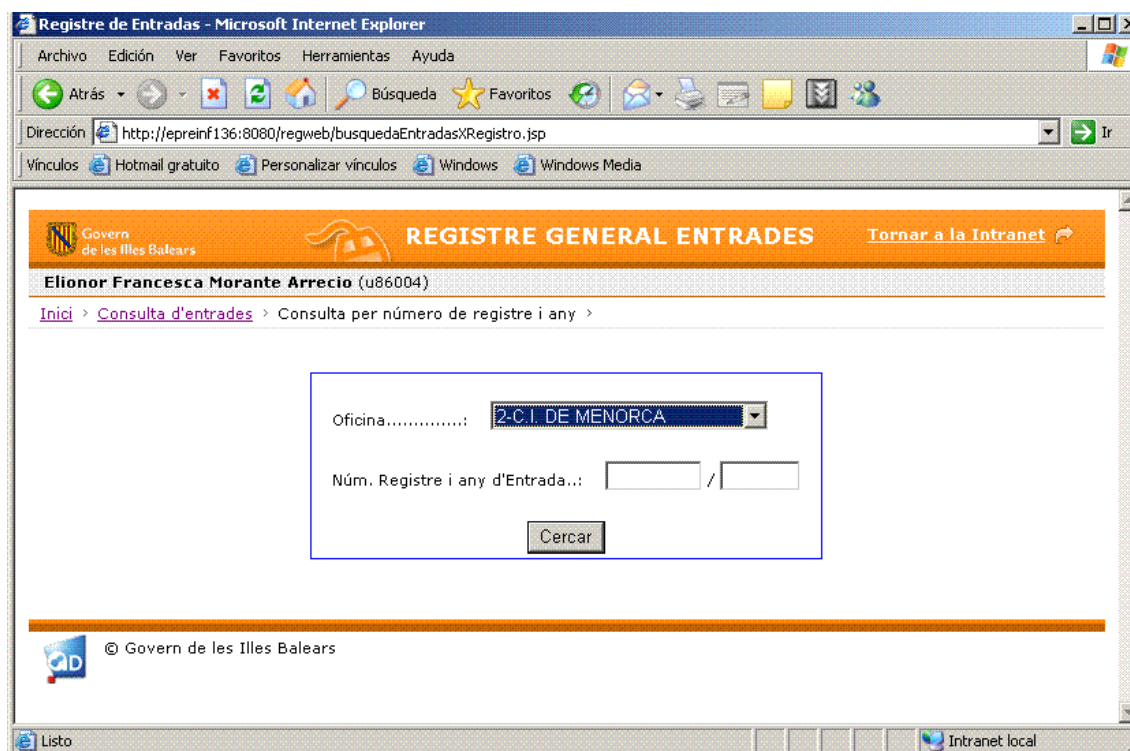 Registre de Entradas - Microsoft Internet Explorer
Archivo Edición Ver Favoritos Herramientas Ayuda
Atrás Búsqueda Favoritos
Dirección http://epreinf136:8080/regweb/busquedaEntradasXRegistro.jsp Ir
Vínculos Hotmail gratuito Personalizar vínculos Windows Windows Media
Govern
de les Illes Balears
REGISTRE GENERAL ENTRADES Tornar a la Intranet
Elionor Francesca Morante Arrecio (u86004)
Inici > Consulta d'entrades > Consulta per número de registre i any >
Oficina..............: 2-C.I. DE MENORCA
Núm. Registre i any d'Entrada..: /
Cercar
© Govern de les Illes Balears
Listo Intranet local